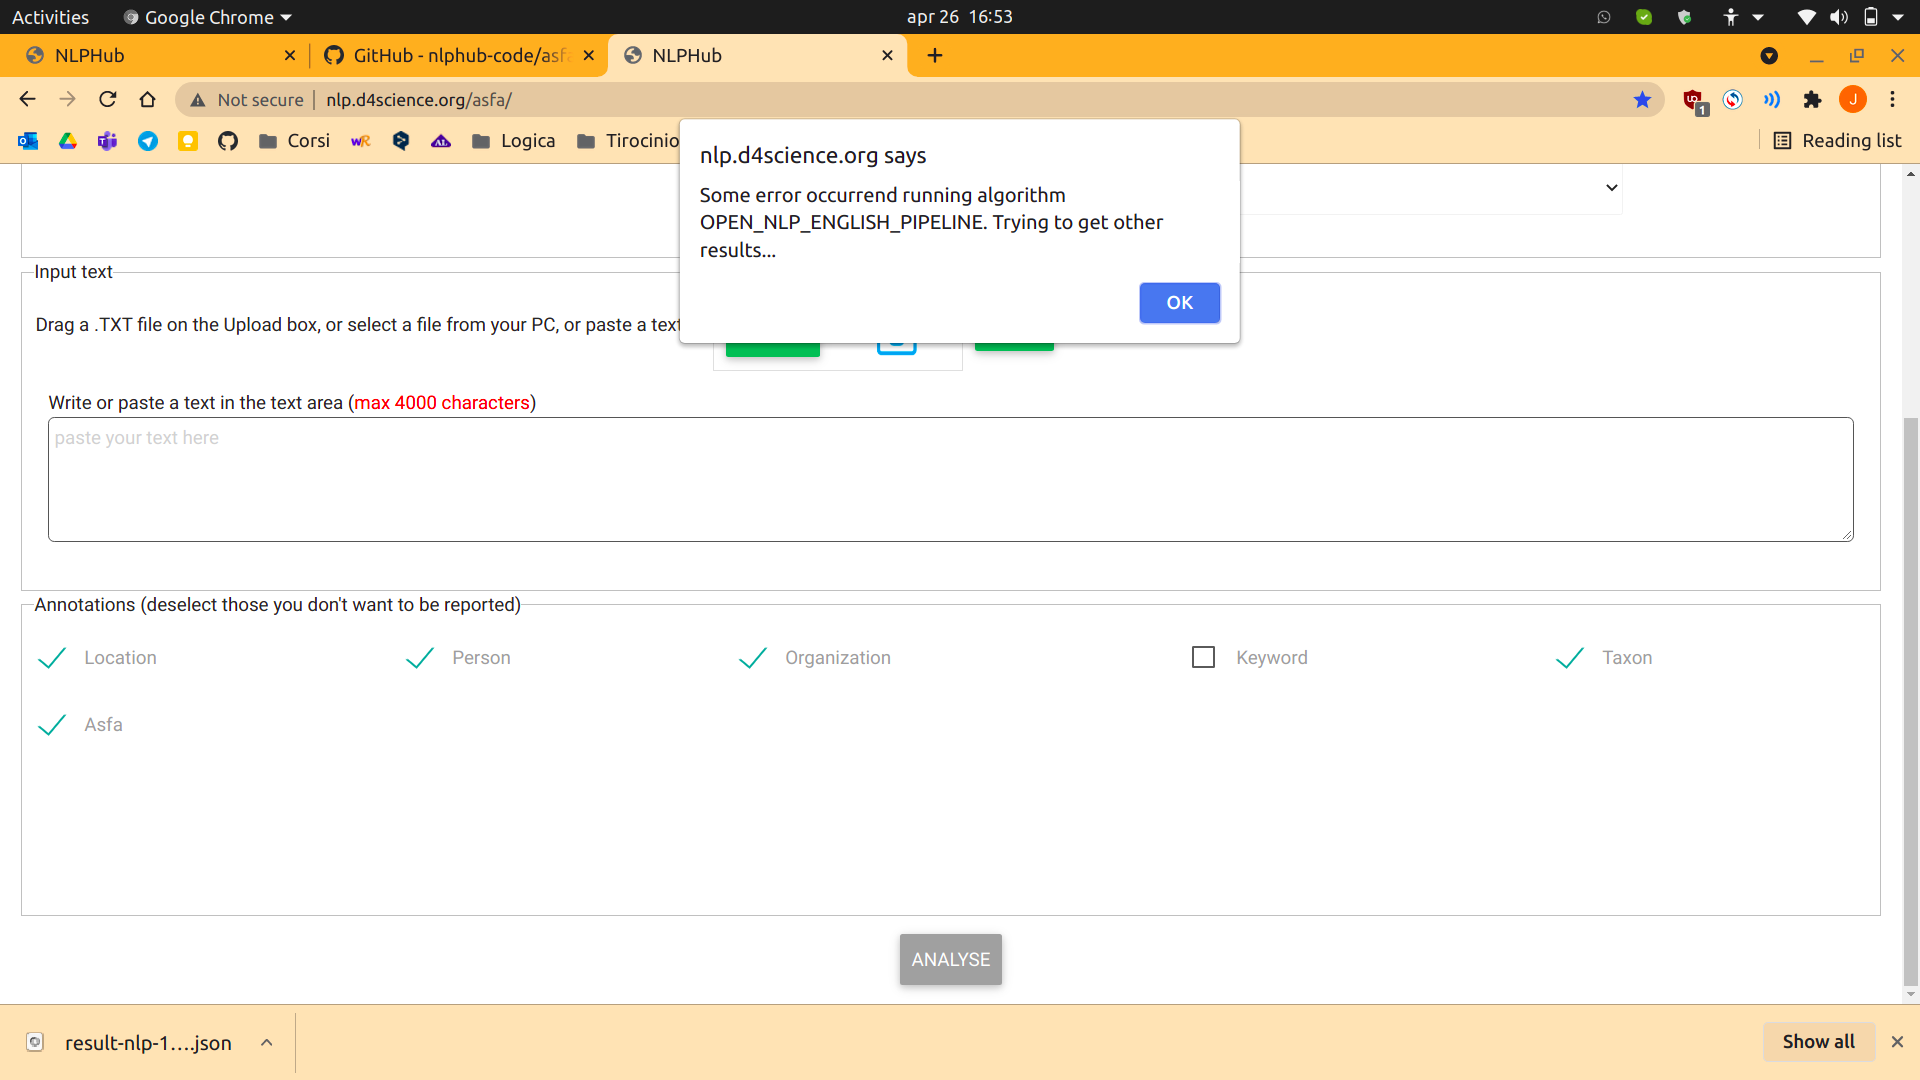 Activities
Google Chrome
apr 26 16:53
NLPHub
GitHub - nlphub-code/asf
NLPHub
Not secure
nlp.d4science.org/asfa/
J
1
Corsi
wR
Logica
Tirocinio
Reading list
nlp.d4science.org says
Some error occurrend running algorithm
OPEN_NLP_ENGLISH_PIPELINE. Trying to get other
results...
OK
Input text
Drag a .TXT file on the Upload box, or select a file from your PC, or paste a text
Write or paste a text in the text area (max 4000 characters)
paste your text here
Annotations (deselect those you don't want to be reported)
Location
Person
Organization
Keyword
Taxon
Asfa
ANALYSE
result-nlp-1....json
Show all